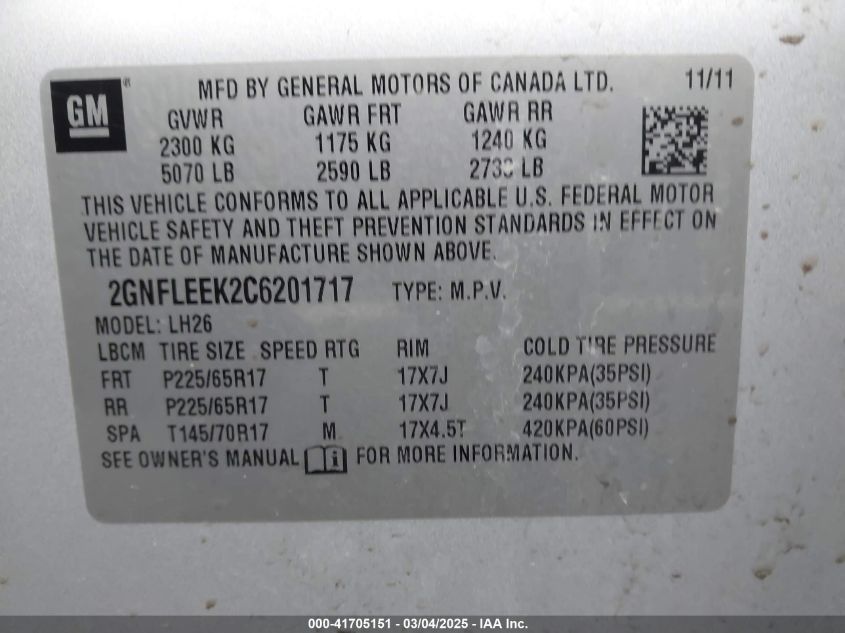 GM
MFD BY GENERAL MOTORS OF CANADA LTD. 11/11
GVWR GAWR FRT GAWR RR
2300 KG 1175 KG 1240 KG
5070 LB 2590 LB 2733 LB
THIS VEHICLE CONFORMS TO ALL APPLICABLE U.S. FEDERAL MOTOR
VEHICLE SAFETY AND THEFT PREVENTION STANDARDS IN EFFECT ON
THE DATE OF MANUFACTURE SHOWN ABOVE.
2GNFLEEK2C6201717 TYPE: M.P.V.
MODEL: LH26
LBCM TIRE SIZE SPEED RTG RIM COLD TIRE PRESSURE
FRT P225/65R17 T 17X7J 240KPA(35PSI)
RR P225/65R17 T 17X7J 240KPA(35PSI)
SPA T145/70R17 M 17X4.5T 420KPA(60PSI)
SEE OWNER'S MANUAL FOR MORE INFORMATION.
000-41705151 - 03/04/2025 - IAA Inc.